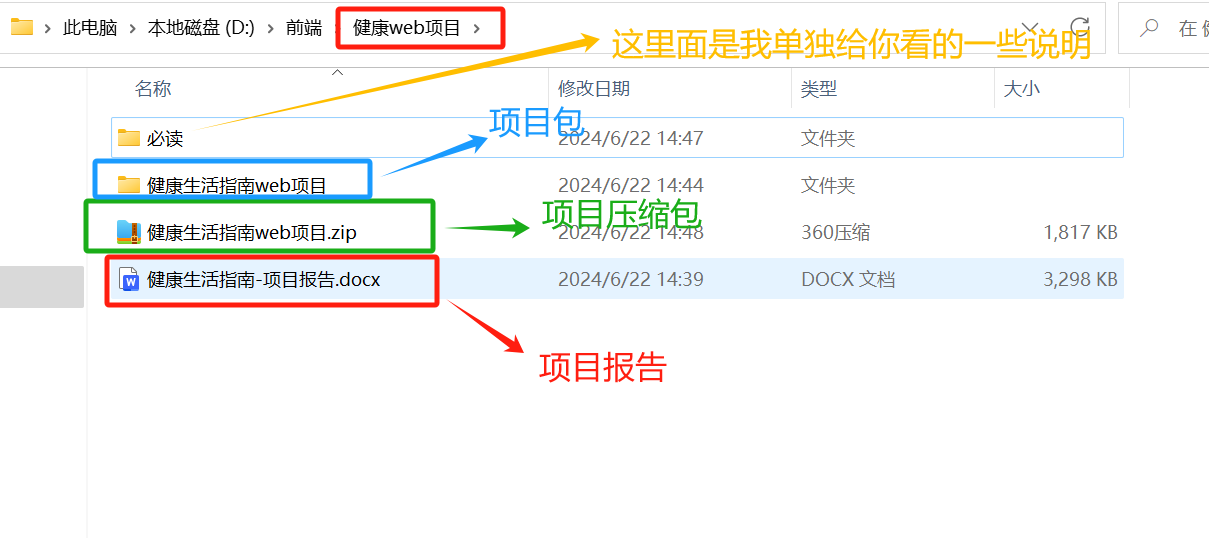 此电脑 本地磁盘 (D:) 前端 健康web项目 在
这里面是我单独给你看的一些说明
名称 修改日期 类型 大小
项目包
必读 2024/6/22 14:47 文件夹
健康生活指南web项目 2024/6/22 14:44 文件夹
项目压缩包
健康生活指南web项目.zip 2024/6/22 14:48 360压缩 1,817 KB
健康生活指南-项目报告.docx 2024/6/22 14:39 DOCX 文档 3,298 KB
项目报告